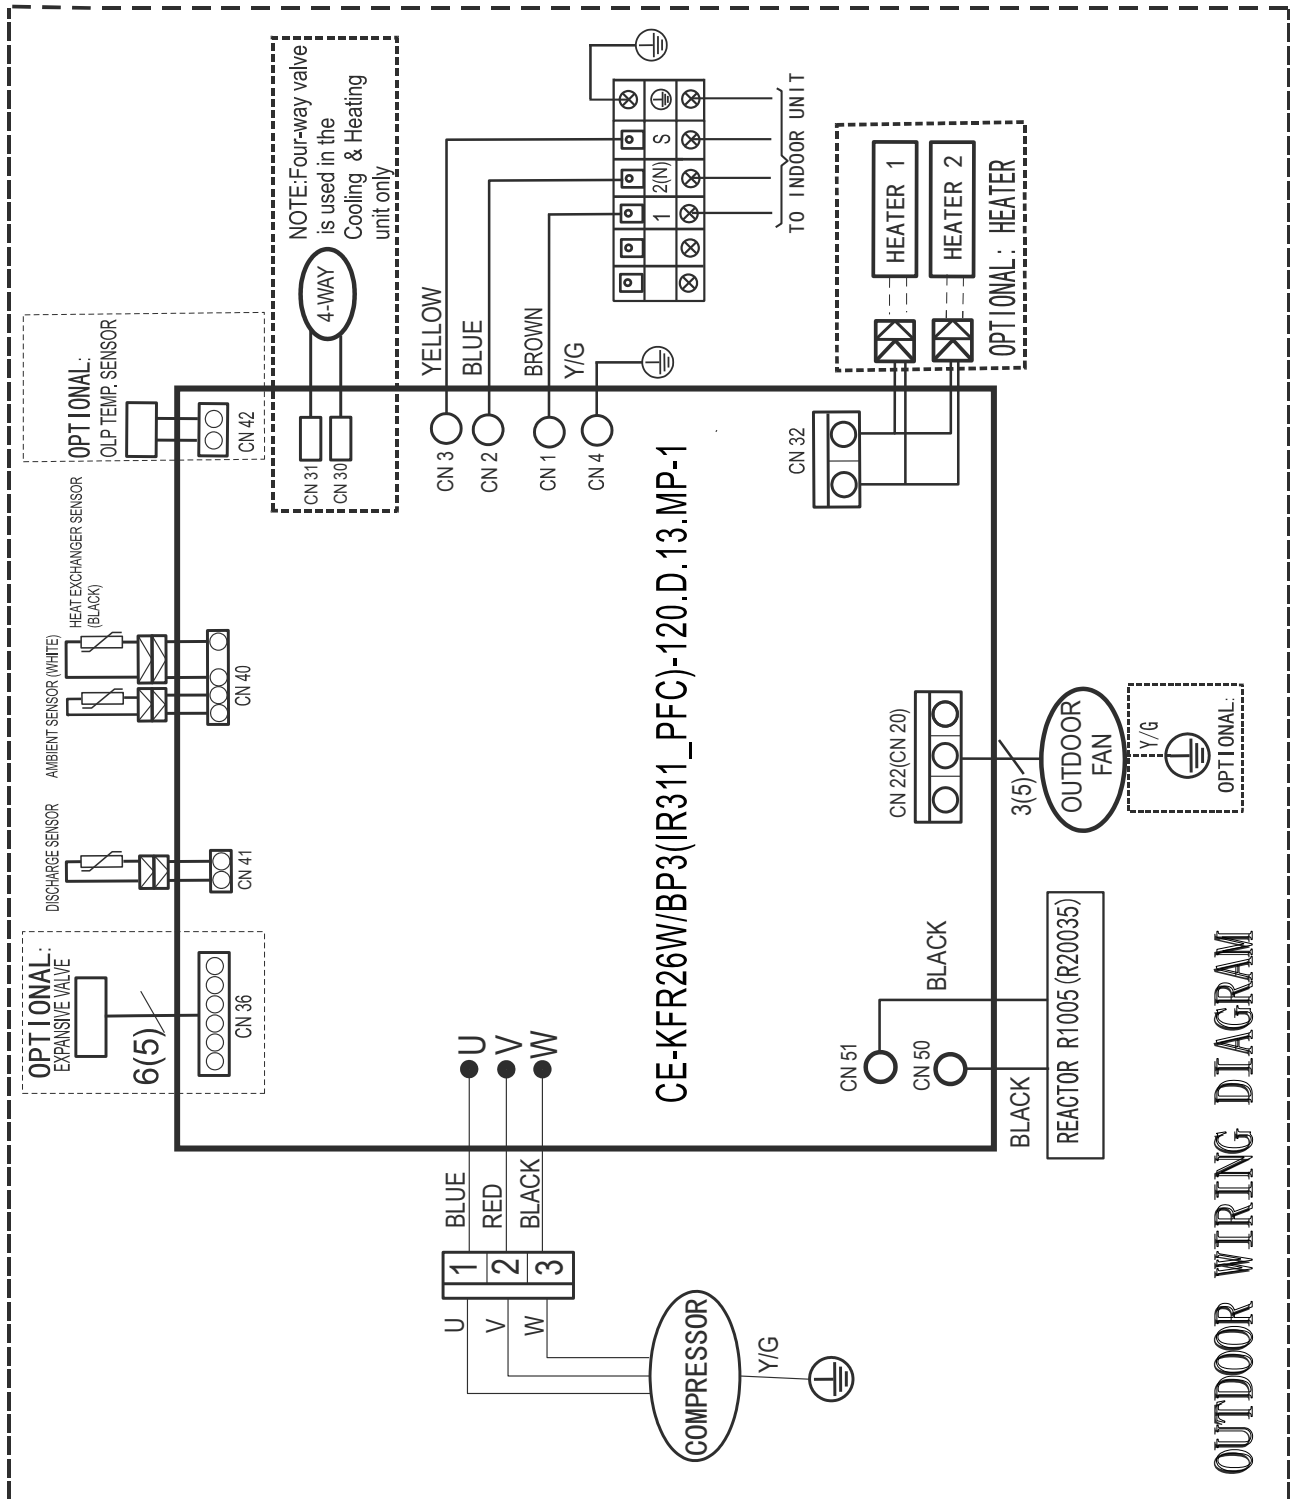 OPTIONAL:
EXPANSIVE VALVE
6(5)
CN 36
DISCHARGE SENSOR
CN 41
AMBIENT SENSOR (WHITE)
HEAT EXCHANGER SENSOR
(BLACK)
CN 40
OPTIONAL:
OLP TEMP. SENSOR
CN 42
NOTE:Four-way valve
is used in the
Cooling & Heating
unit only
4-WAY
CN 31
CN 30
YELLOW
CN 3
BLUE
CN 2
BROWN
CN 1
Y/G
CN 4
1
2(N)
S
TO INDOOR UNIT
U
V
W
BLUE
RED
BLACK
1
2
3
U
V
W
COMPRESSOR
Y/G
CE-KFR26W/BP3(IR311_PFC)-120.D.13.MP-1
CN 32
HEATER 1
HEATER 2
OPTIONAL: HEATER
CN 22(CN 20)
3(5)
OUTDOOR
FAN
Y/G
OPTIONAL:
BLACK
CN 51
CN 50
BLACK
REACTOR R1005 (R20035)
OUTDOOR WIRING DIAGRAM